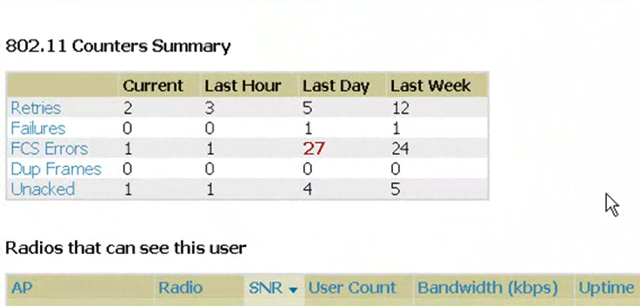 802.11 Counters Summary
Current Last Hour Last Day Last Week
Retries 2 3 5 12
Failures 0 0 1 1
FCS Errors 1 1 27 24
Dup Frames 0 0 0 0
Unacked 1 1 4 5
Radios that can see this user
AP Radio SNR User Count Bandwidth (kbps) Uptime